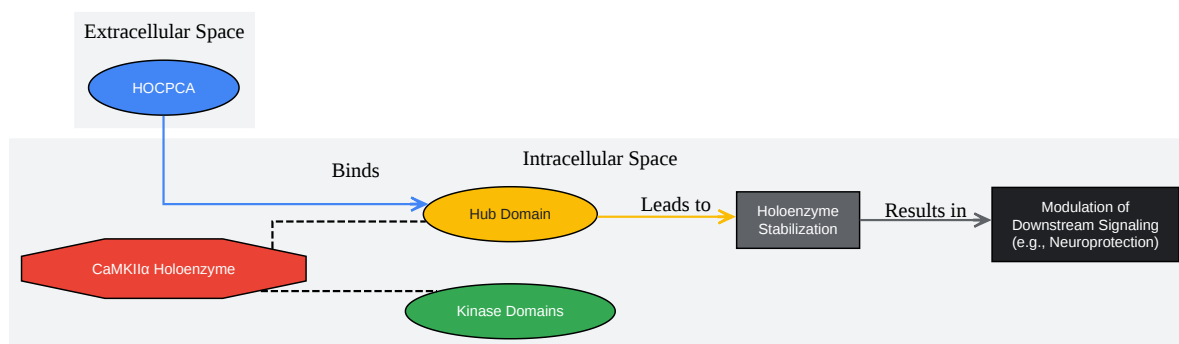 Extracellular Space
HOCPCA
Intracellular Space
Binds
Hub Domain
Leads to
Holoenzyme
Stabilization
Results in
Modulation of
Downstream Signaling
(e.g., Neuroprotection)
CaMKIIα Holoenzyme
Kinase Domains